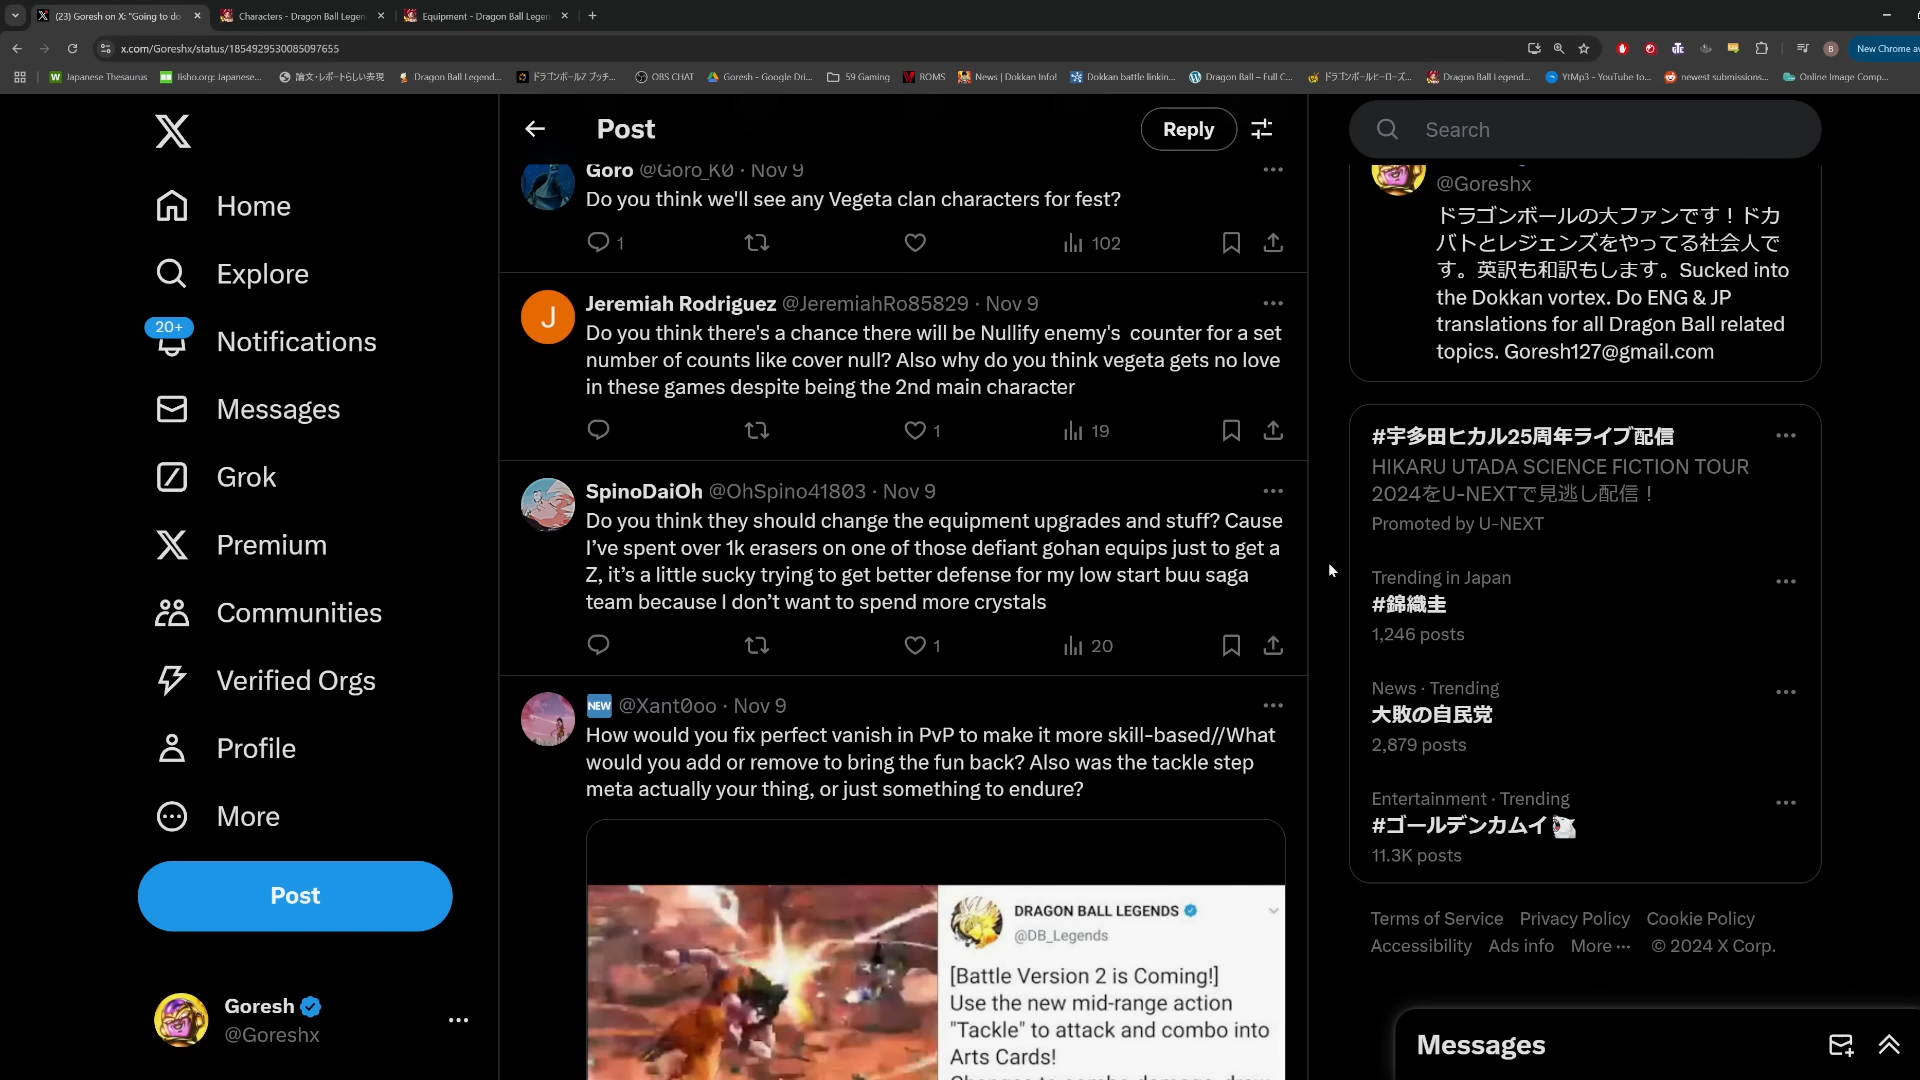 (23) Goresh on X: "Going to do
Characters - Dragon Ball Legen
Equipment - Dragon Ball Legen
x.com/Goreshx/status/1854929530085097655
New Chrome av
Japanese Thesaurus
Jisho.org: Japanese...
論文・レポートらしい表現
Dragon Ball Legend...
ドラゴンボールZ ブッチ...
OBS CHAT
Goresh - Google Dri...
59 Gaming
ROMS
News | Dokkan Info!
Dokkan battle linkin...
Dragon Ball – Full C...
ドラゴンボールヒーローズ...
Dragon Ball Legend...
YtMp3 - YouTube to...
newest submissions...
Online Image Comp...
Home
Explore
20+
Notifications
Messages
Grok
Premium
Communities
Verified Orgs
Profile
More
Post
Goresh
@Goreshx
Post
Reply
Goro @Goro_K0 · Nov 9
Do you think we'll see any Vegeta clan characters for fest?
1
102
J
Jeremiah Rodriguez @JeremiahRo85829 · Nov 9
Do you think there's a chance there will be Nullify enemy's counter for a set
number of counts like cover null? Also why do you think vegeta gets no love
in these games despite being the 2nd main character
1
19
SpinoDaiOh @OhSpino41803 · Nov 9
Do you think they should change the equipment upgrades and stuff? Cause
I've spent over 1k erasers on one of those defiant gohan equips just to get a
Z, it's a little sucky trying to get better defense for my low start buu saga
team because I don't want to spend more crystals
1
20
NEW @Xant0oo · Nov 9
How would you fix perfect vanish in PvP to make it more skill-based//What
would you add or remove to bring the fun back? Also was the tackle step
meta actually your thing, or just something to endure?
DRAGON BALL LEGENDS
@DB_Legends
[Battle Version 2 is Coming!]
Use the new mid-range action
"Tackle" to attack and combo into
Arts Cards!
Search
@Goreshx
ドラゴンボールの大ファンです！ドカ
バトとレジェンズをやってる社会人で
す。英訳も和訳もします。Sucked into
the Dokkan vortex. Do ENG & JP
translations for all Dragon Ball related
topics. Goresh127@gmail.com
#宇多田ヒカル25周年ライブ配信
HIKARU UTADA SCIENCE FICTION TOUR
2024をU-NEXTで見逃し配信！
Promoted by U-NEXT
Trending in Japan
#錦織圭
1,246 posts
News · Trending
大敗の自民党
2,879 posts
Entertainment · Trending
#ゴールデンカムイ
11.3K posts
Terms of Service Privacy Policy Cookie Policy
Accessibility Ads info More ··· © 2024 X Corp.
Messages